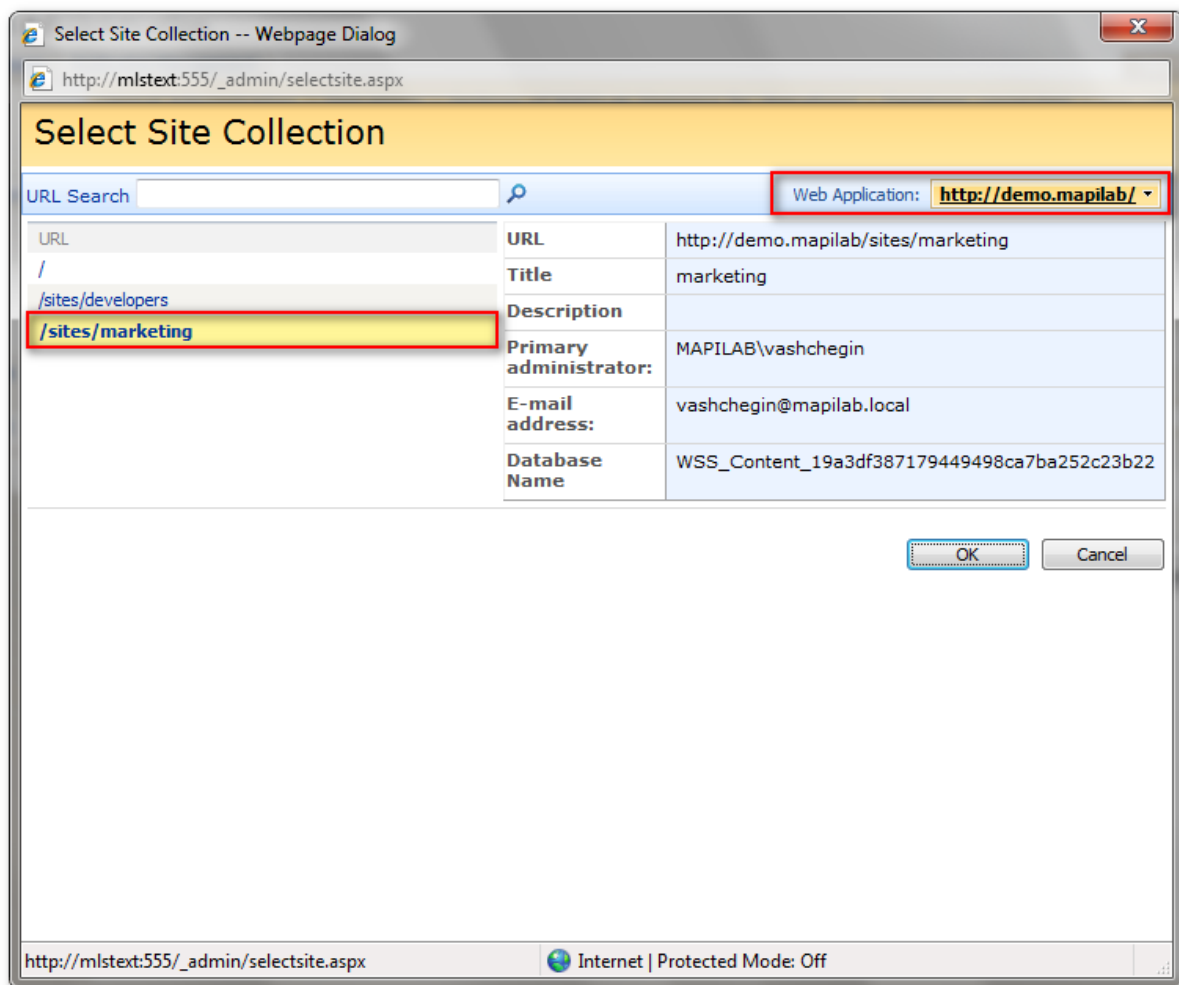 Select Site Collection -- Webpage Dialog
X
http://mlstext:555/_admin/selectsite.aspx
Select Site Collection
URL Search
Web Application: http://demo.mapilab/
URL
/
/sites/developers
/sites/marketing
URL http://demo.mapilab/sites/marketing
Title marketing
Description
Primary
administrator: MAPILAB\vashchegin
E-mail
address: vashchegin@mapilab.local
Database
Name WSS_Content_19a3df387179449498ca7ba252c23b22
OK Cancel
http://mlstext:555/_admin/selectsite.aspx Internet | Protected Mode: Off